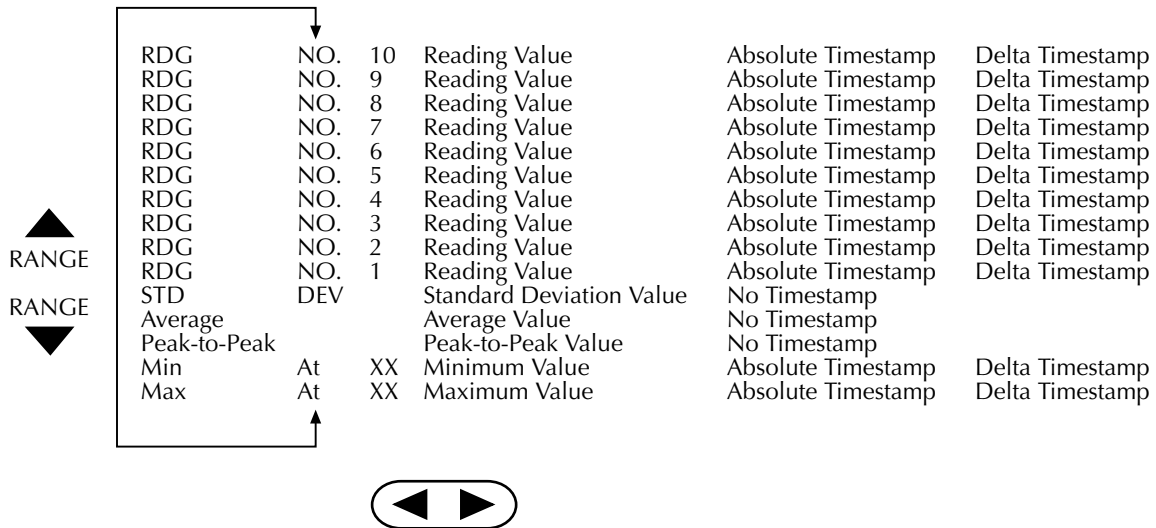 RDG NO. 10 Reading Value Absolute Timestamp Delta Timestamp
RDG NO. 9 Reading Value Absolute Timestamp Delta Timestamp
RDG NO. 8 Reading Value Absolute Timestamp Delta Timestamp
RDG NO. 7 Reading Value Absolute Timestamp Delta Timestamp
RDG NO. 6 Reading Value Absolute Timestamp Delta Timestamp
RDG NO. 5 Reading Value Absolute Timestamp Delta Timestamp
RDG NO. 4 Reading Value Absolute Timestamp Delta Timestamp
RDG NO. 3 Reading Value Absolute Timestamp Delta Timestamp
RDG NO. 2 Reading Value Absolute Timestamp Delta Timestamp
RDG NO. 1 Reading Value Absolute Timestamp Delta Timestamp
STD DEV Standard Deviation Value No Timestamp
Average Average Value No Timestamp
Peak-to-Peak Peak-to-Peak Value No Timestamp
Min At XX Minimum Value Absolute Timestamp Delta Timestamp
Max At XX Maximum Value Absolute Timestamp Delta Timestamp
RANGE
RANGE